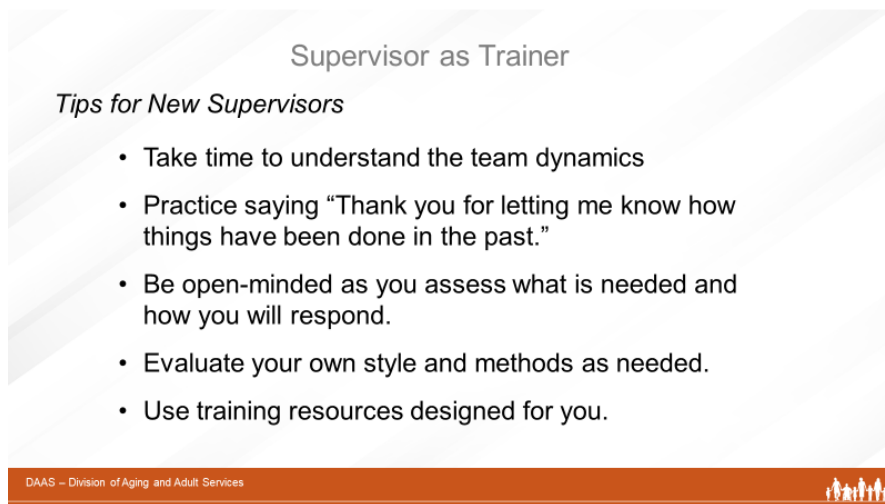 Supervisor as Trainer
Tips for New Supervisors
• Take time to understand the team dynamics
• Practice saying “Thank you for letting me know how
things have been done in the past.”
• Be open-minded as you assess what is needed and
how you will respond.
• Evaluate your own style and methods as needed.
• Use training resources designed for you.
DAAS – Division of Aging and Adult Services